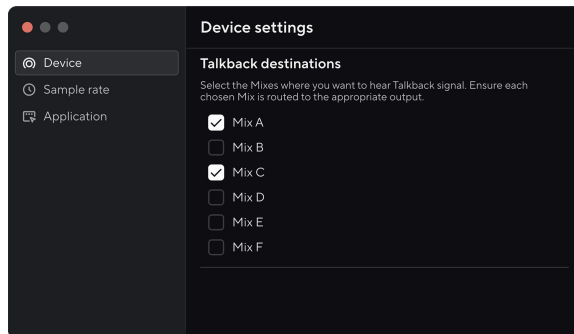 Device settings
Device
Sample rate
Application
Talkback destinations
Select the Mixes where you want to hear Talkback signal. Ensure each
chosen Mix is routed to the appropriate output.
Mix A
Mix B
Mix C
Mix D
Mix E
Mix F